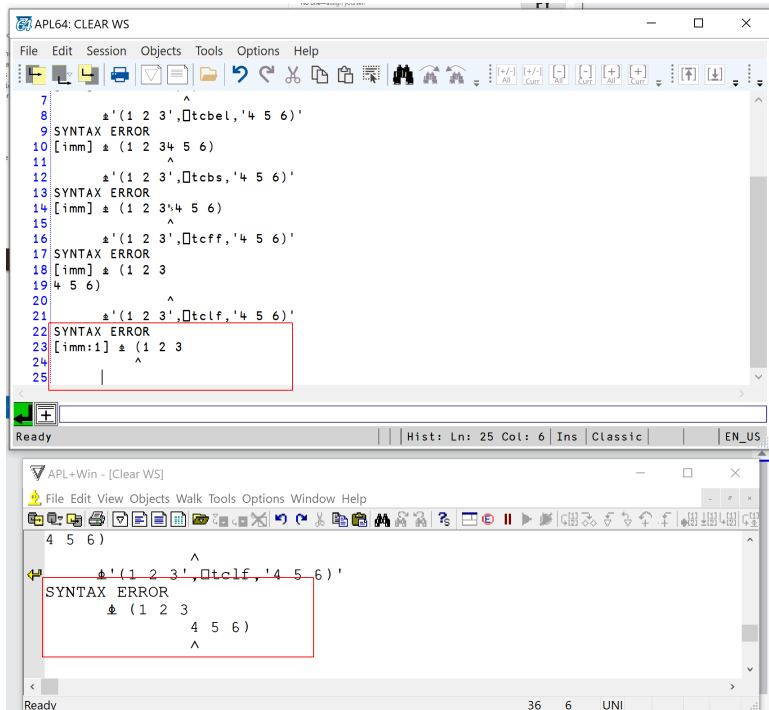 APL64: CLEAR WS
File Edit Session Objects Tools Options Help
[+/-] All [+/-] Curr [-] All [-] Curr [+] All [+] Curr
7 ^
8 ⍎'(1 2 3',⎕tcbel,'4 5 6)'
9 SYNTAX ERROR
10 [imm] ⍎ (1 2 34 5 6)
11 ^
12 ⍎'(1 2 3',⎕tcbs,'4 5 6)'
13 SYNTAX ERROR
14 [imm] ⍎ (1 2 3␈4 5 6)
15 ^
16 ⍎'(1 2 3',⎕tcff,'4 5 6)'
17 SYNTAX ERROR
18 [imm] ⍎ (1 2 3
19 4 5 6)
20 ^
21 ⍎'(1 2 3',⎕tclf,'4 5 6)'
22 SYNTAX ERROR
23 [imm:1] ⍎ (1 2 3
24 ^
25
Ready Hist: Ln: 25 Col: 6 Ins Classic EN_US
APL+Win - [Clear WS]
File Edit View Objects Walk Tools Options Window Help
4 5 6)
^
⍎'(1 2 3',⎕tclf,'4 5 6)'
SYNTAX ERROR
⍎ (1 2 3
4 5 6)
^
Ready 36 6 UNI